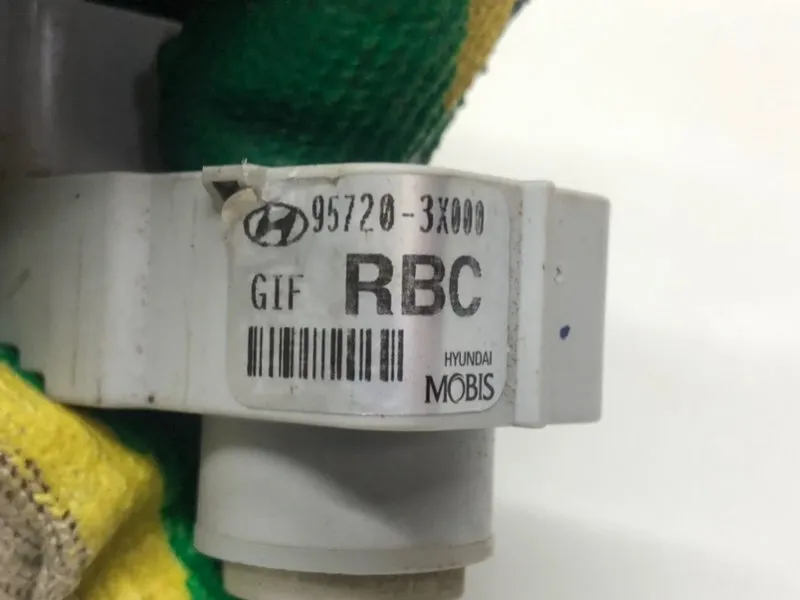 95720-3X000
GIF RBC
HYUNDAI
MOBIS